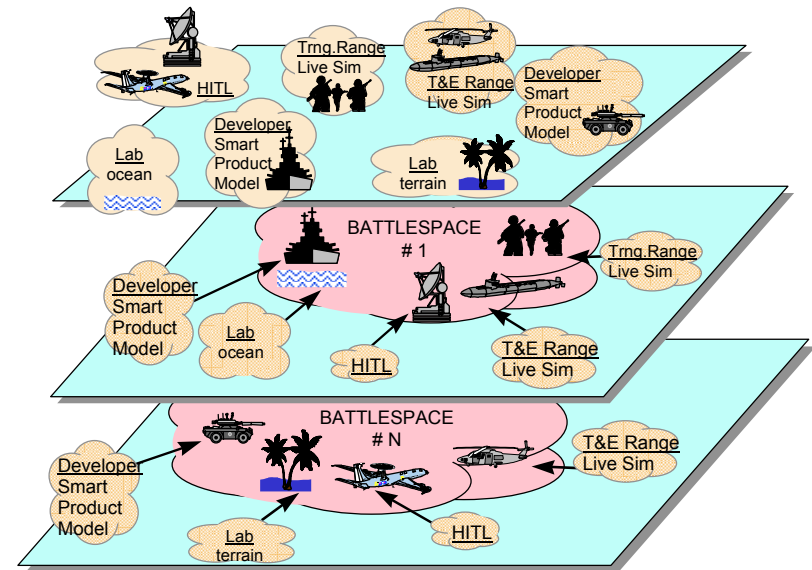 HITL
Trng.Range
Live Sim
T&E Range
Live Sim
Developer
Smart
Product
Model
Lab
ocean
Developer
Smart
Product
Model
Lab
terrain
BATTLESPACE
# 1
Trng.Range
Live Sim
Developer
Smart
Product
Model
Lab
ocean
HITL
T&E Range
Live Sim
BATTLESPACE
# N
T&E Range
Live Sim
Developer
Smart
Product
Model
Lab
terrain
HITL